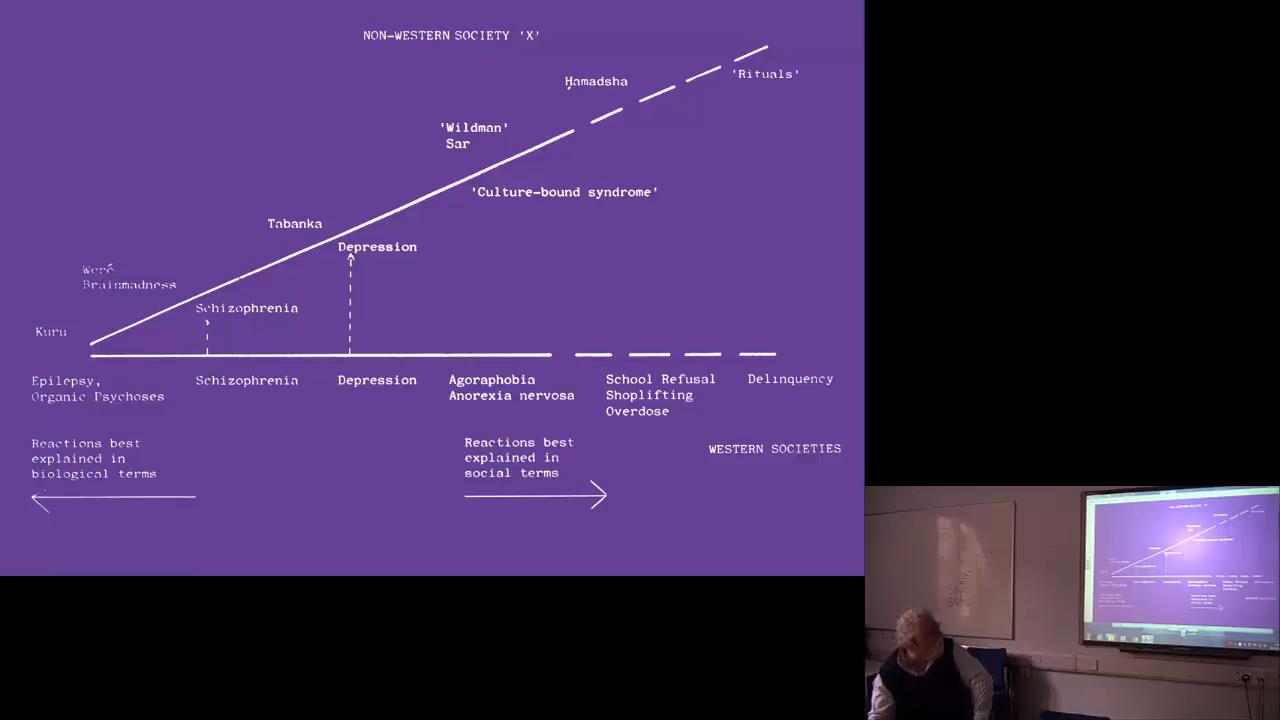 NON-WESTERN SOCIETY 'X'
'Rituals'
Ḥamadsha
'Wildman'
Sar
'Culture-bound syndrome'
Tabanka
Depression
Weré
Brainmadness
Schizophrenia
Kuru
Epilepsy,
Organic Psychoses
Schizophrenia
Depression
Agoraphobia
Anorexia nervosa
School Refusal
Shoplifting
Overdose
Delinquency
Reactions best
explained in
biological terms
Reactions best
explained in
social terms
WESTERN SOCIETIES